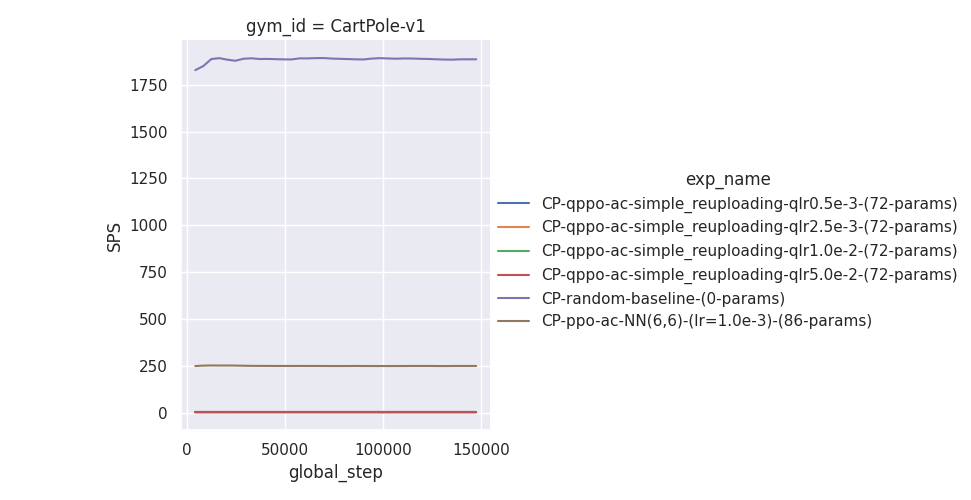 gym_id = CartPole-v1
1750
1500
1250
1000
750
500
250
0
SPS
0
50000
100000
150000
global_step
exp_name
CP-qppo-ac-simple_reuploading-qlr0.5e-3-(72-params)
CP-qppo-ac-simple_reuploading-qlr2.5e-3-(72-params)
CP-qppo-ac-simple_reuploading-qlr1.0e-2-(72-params)
CP-qppo-ac-simple_reuploading-qlr5.0e-2-(72-params)
CP-random-baseline-(0-params)
CP-ppo-ac-NN(6,6)-(lr=1.0e-3)-(86-params)